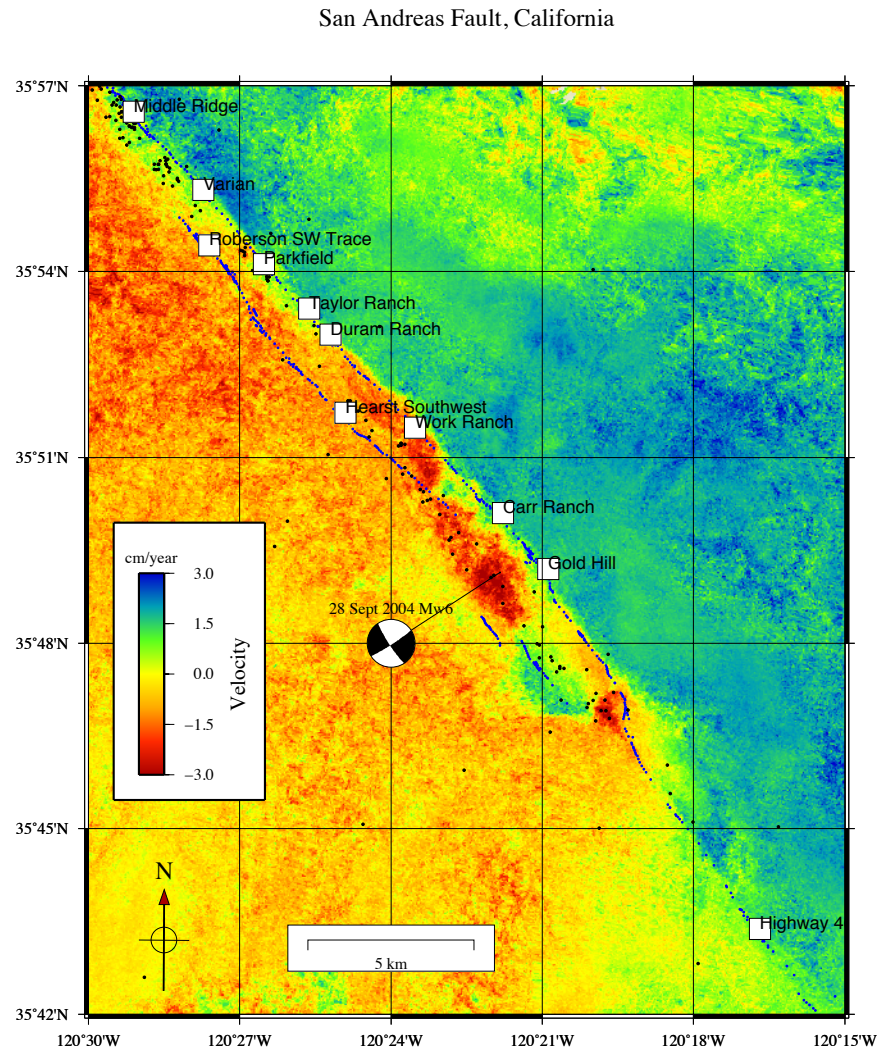 San Andreas Fault, California
35°57'N
Middle Ridge
Varian
Roberson SW Trace
Parkfield
35°54'N
Taylor Ranch
Duram Ranch
Hearst Southwest
Work Ranch
35°51'N
Carr Ranch
Gold Hill
cm/year
3.0
1.5
0.0
−1.5
−3.0
Velocity
28 Sept 2004 Mw6
35°48'N
35°45'N
N
Highway 4
5 km
35°42'N
120°30'W
120°27'W
120°24'W
120°21'W
120°18'W
120°15'W